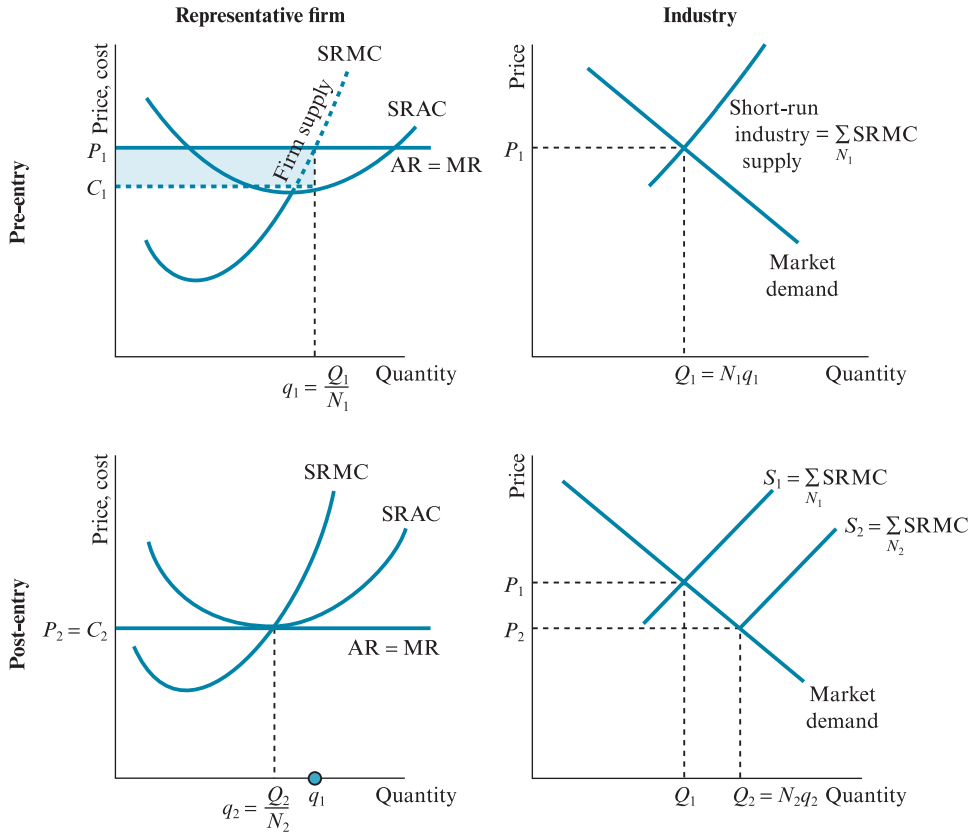 Representative firm
Industry
Pre-entry
Price, cost
SRMC
SRAC
Firm supply
P₁
AR = MR
C₁
q₁ = Q₁/N₁
Quantity
Price
Short-run
industry = ∑ SRMC
N₁
supply
P₁
Market
demand
Q₁ = N₁q₁
Quantity
Post-entry
Price, cost
SRMC
SRAC
P₂ = C₂
AR = MR
q₂ = Q₂/N₂
q₁
Quantity
Price
S₁ = ∑ SRMC
N₁
S₂ = ∑ SRMC
N₂
P₁
P₂
Market
demand
Q₁
Q₂ = N₂q₂
Quantity